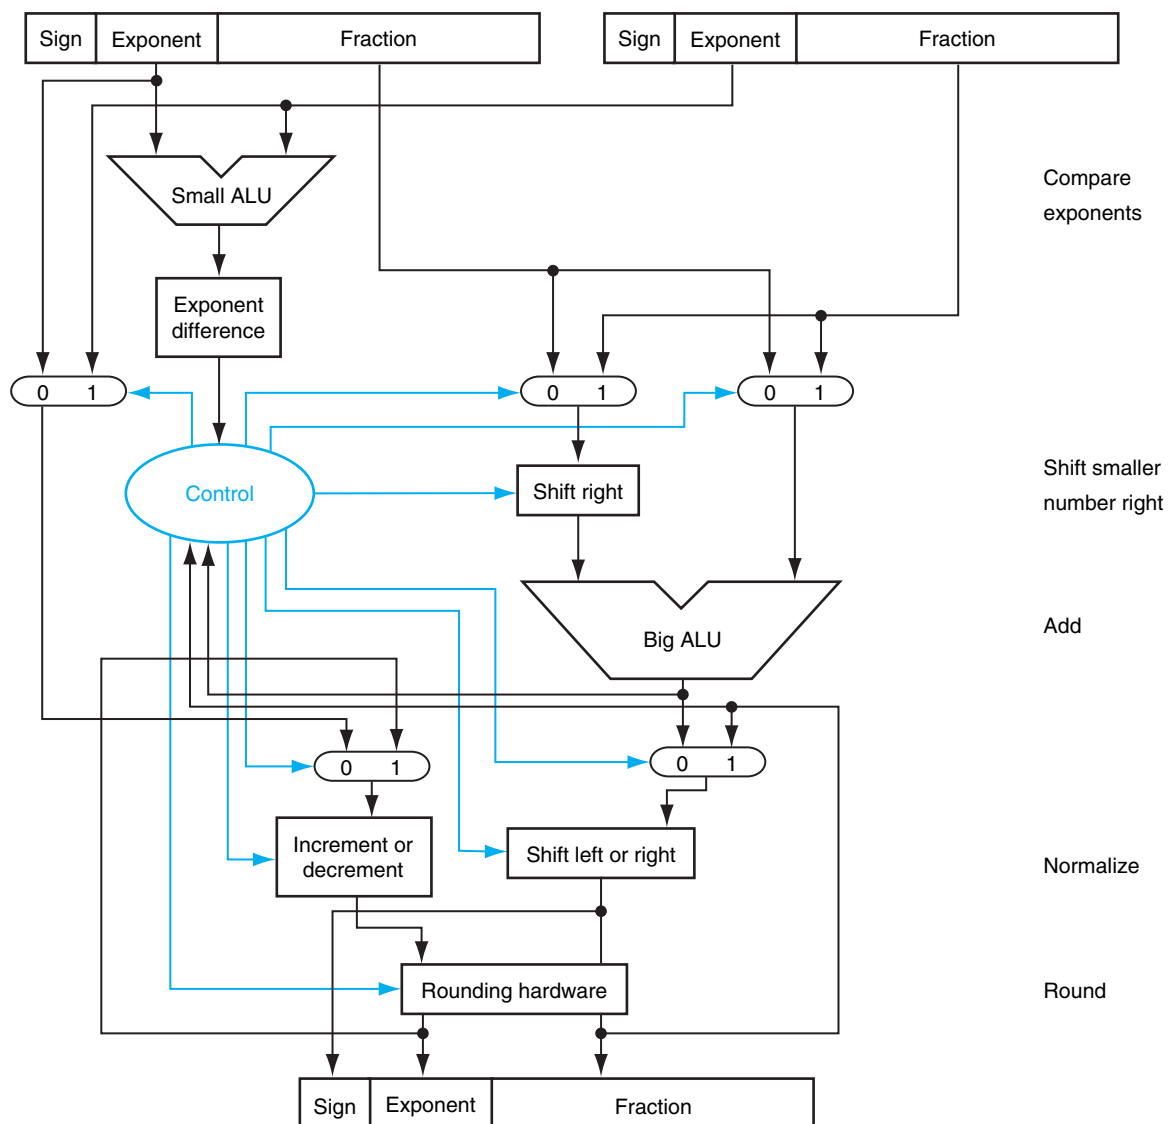 Sign Exponent Fraction Sign Exponent Fraction
Small ALU
Compare
exponents
Exponent
difference
0 1
0 1
0 1
Control
Shift right
Shift smaller
number right
Big ALU
Add
0 1
0 1
Increment or
decrement
Shift left or right
Normalize
Rounding hardware
Round
Sign Exponent Fraction